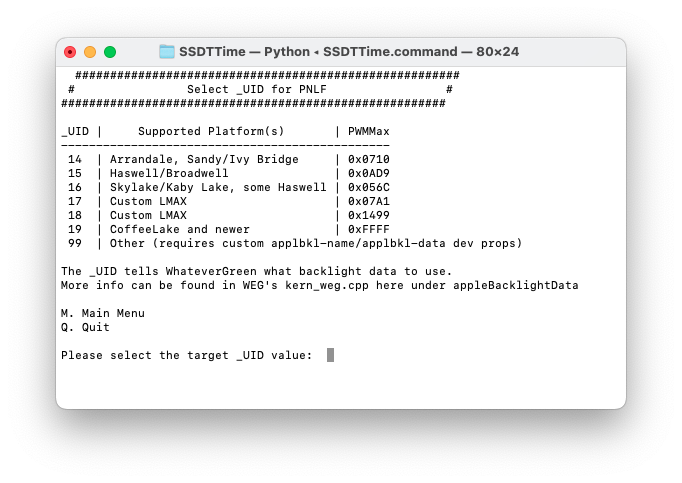 SSDTTime — Python ◂ SSDTTime.command — 80×24
#######################################################
# Select _UID for PNLF #
#######################################################
_UID | Supported Platform(s) | PWMMax
-----------------------------------------------
14 | Arrandale, Sandy/Ivy Bridge | 0x0710
15 | Haswell/Broadwell | 0x0AD9
16 | Skylake/Kaby Lake, some Haswell | 0x056C
17 | Custom LMAX | 0x07A1
18 | Custom LMAX | 0x1499
19 | CoffeeLake and newer | 0xFFFF
99 | Other (requires custom applbkl-name/applbkl-data dev props)
The _UID tells WhateverGreen what backlight data to use.
More info can be found in WEG's kern_weg.cpp here under appleBacklightData
M. Main Menu
Q. Quit
Please select the target _UID value: